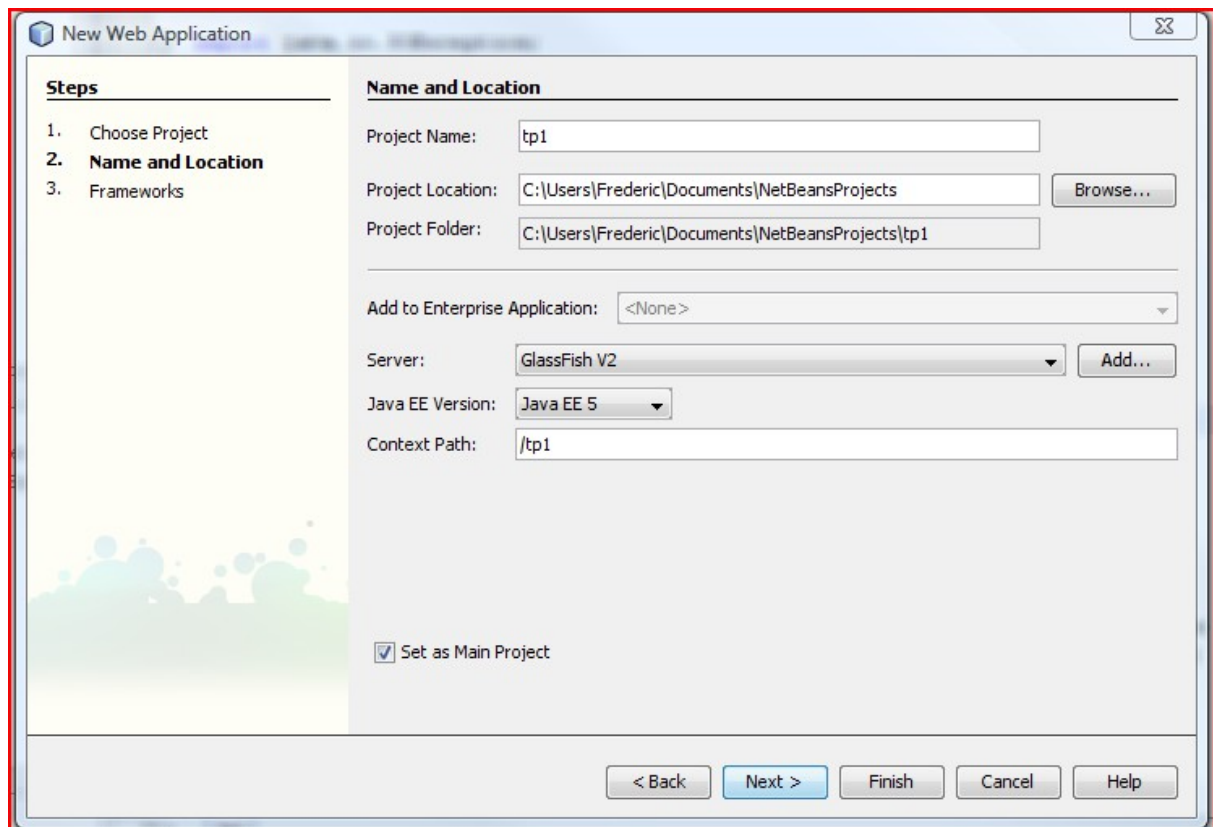 New Web Application
Steps
1. Choose Project
2. Name and Location
3. Frameworks
Name and Location
Project Name: tp1
Project Location: C:\Users\Frederic\Documents\NetBeansProjects Browse...
Project Folder: C:\Users\Frederic\Documents\NetBeansProjects\tp1
Add to Enterprise Application: <None>
Server: GlassFish V2 Add...
Java EE Version: Java EE 5
Context Path: /tp1
Set as Main Project
< Back Next > Finish Cancel Help